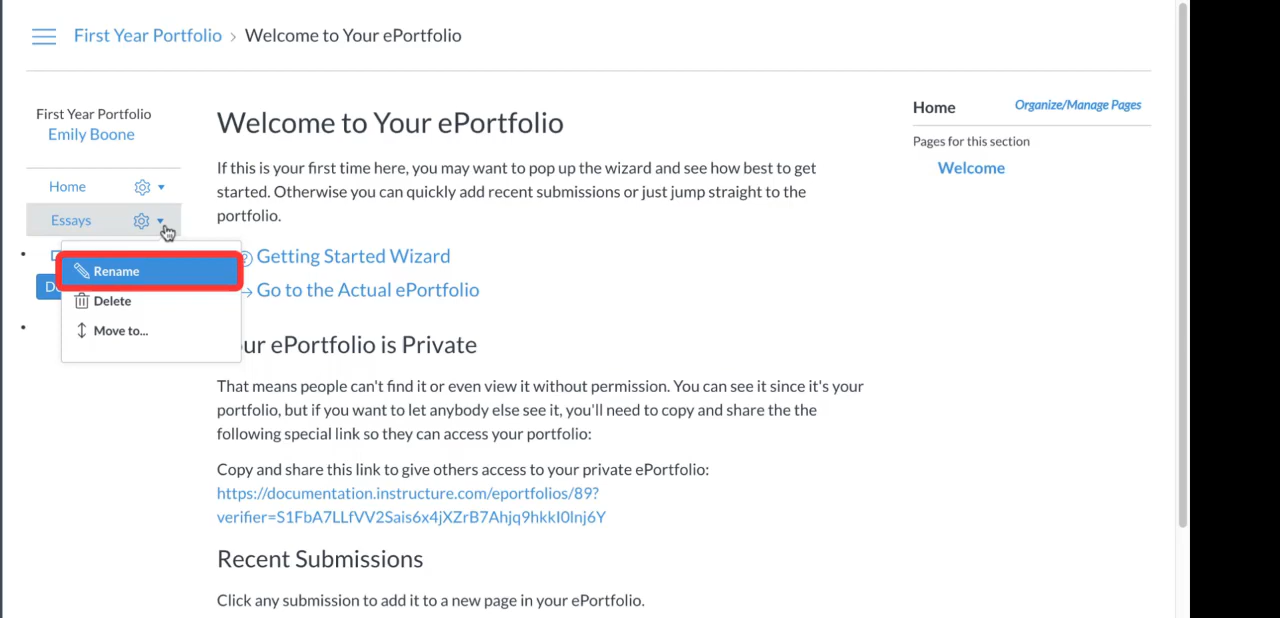 First Year Portfolio > Welcome to Your ePortfolio
First Year Portfolio
Emily Boone
Home
Essays
Rename
Delete
Move to...
Welcome to Your ePortfolio
If this is your first time here, you may want to pop up the wizard and see how best to get
started. Otherwise you can quickly add recent submissions or just jump straight to the
portfolio.
Getting Started Wizard
Go to the Actual ePortfolio
ur ePortfolio is Private
That means people can't find it or even view it without permission. You can see it since it's your
portfolio, but if you want to let anybody else see it, you'll need to copy and share the the
following special link so they can access your portfolio:
Copy and share this link to give others access to your private ePortfolio:
https://documentation.instructure.com/eportfolios/89?
verifier=S1FbA7LLfVV2Sais6x4jXZrB7Ahjq9hkkI0lnj6Y
Recent Submissions
Click any submission to add it to a new page in your ePortfolio.
Home
Organize/Manage Pages
Pages for this section
Welcome